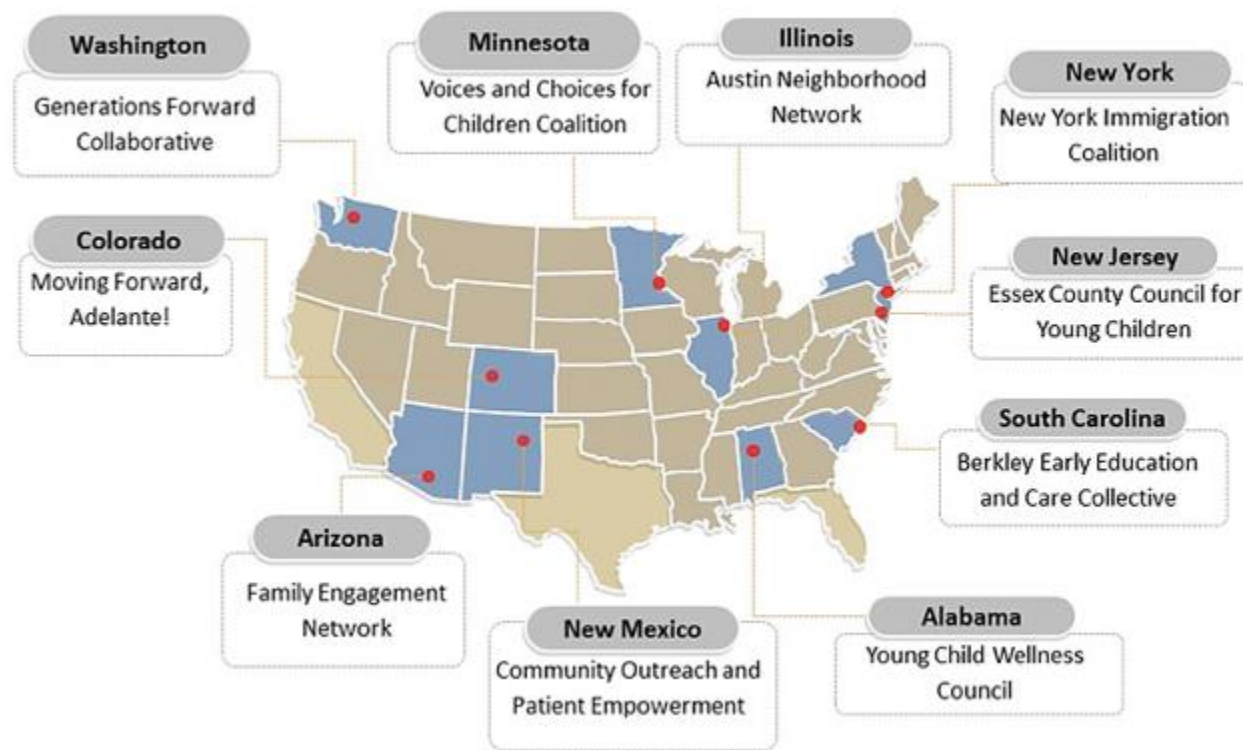 Washington
Generations Forward
Collaborative
Minnesota
Voices and Choices for
Children Coalition
Illinois
Austin Neighborhood
Network
New York
New York Immigration
Coalition
Colorado
Moving Forward,
Adelante!
New Jersey
Essex County Council for
Young Children
South Carolina
Berkley Early Education
and Care Collective
Arizona
Family Engagement
Network
New Mexico
Community Outreach and
Patient Empowerment
Alabama
Young Child Wellness
Council